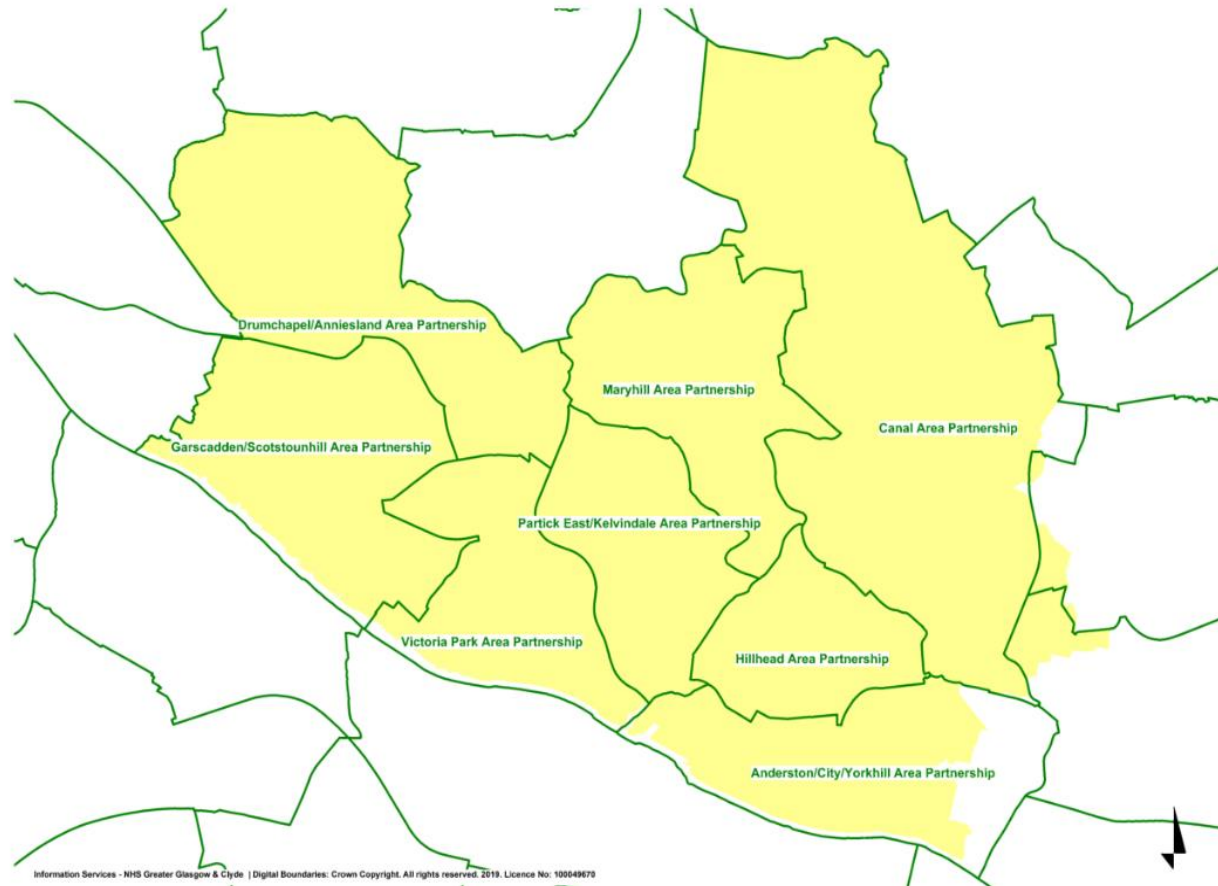 Drumchapel/Anniesland Area Partnership
Maryhill Area Partnership
Canal Area Partnership
Garscadden/Scotstounhill Area Partnership
Partick East/Kelvindale Area Partnership
Victoria Park Area Partnership
Hillhead Area Partnership
Anderston/City/Yorkhill Area Partnership
Information Services - NHS Greater Glasgow & Clyde | Digital Boundaries: Crown Copyright. All rights reserved. 2019. Licence No: 100049670